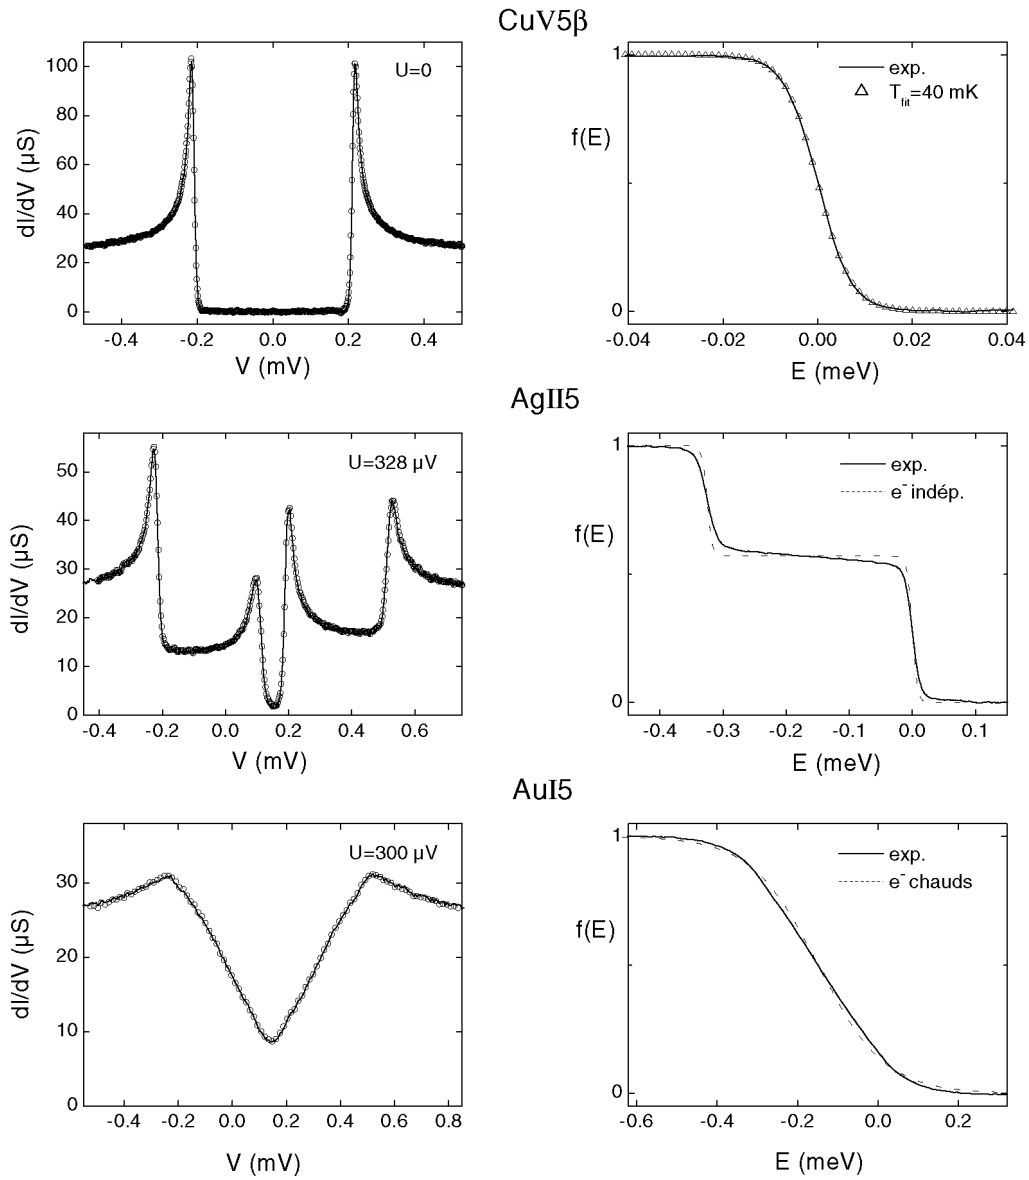 CuV5β
100
80
60
40
20
0
dI/dV (µS)
U=0
-0.4 -0.2 0.0 0.2 0.4
V (mV)
1
0
f(E)
exp.
Tfit=40 mK
-0.04 -0.02 0.00 0.02 0.04
E (meV)
AgII5
50
40
30
20
10
0
dI/dV (µS)
U=328 µV
-0.4 -0.2 0.0 0.2 0.4 0.6
V (mV)
1
0
f(E)
exp.
e- indép.
-0.4 -0.3 -0.2 -0.1 0.0 0.1
E (meV)
AuI5
30
20
10
0
dI/dV (µS)
U=300 µV
-0.4 -0.2 0.0 0.2 0.4 0.6 0.8
V (mV)
1
0
f(E)
exp.
e- chauds
-0.6 -0.4 -0.2 0.0 0.2
E (meV)